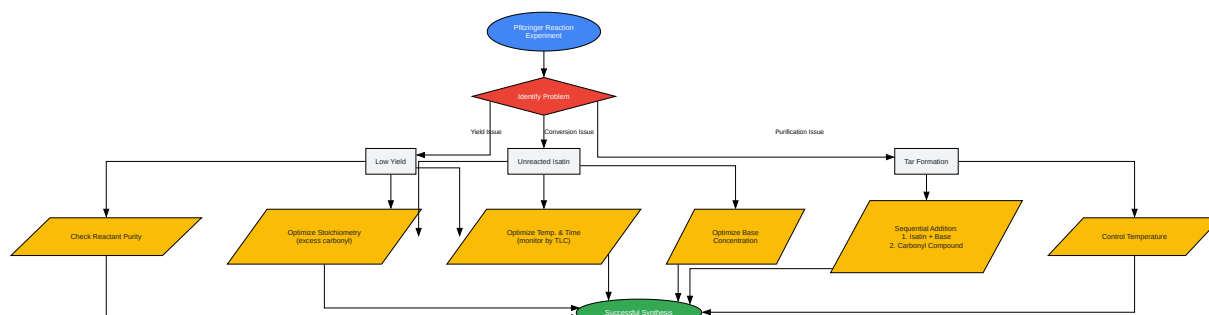 Pfitzinger Reaction
Experiment
Identify Problem
Yield Issue
Conversion Issue
Purification Issue
Low Yield
Unreacted Isatin
Tar Formation
Check Reactant Purity
Optimize Stoichiometry
(excess carbonyl)
Optimize Temp. & Time
(monitor by TLC)
Optimize Base
Concentration
Sequential Addition:
1. Isatin + Base
2. Carbonyl Compound
Control Temperature
Successful Synthesis